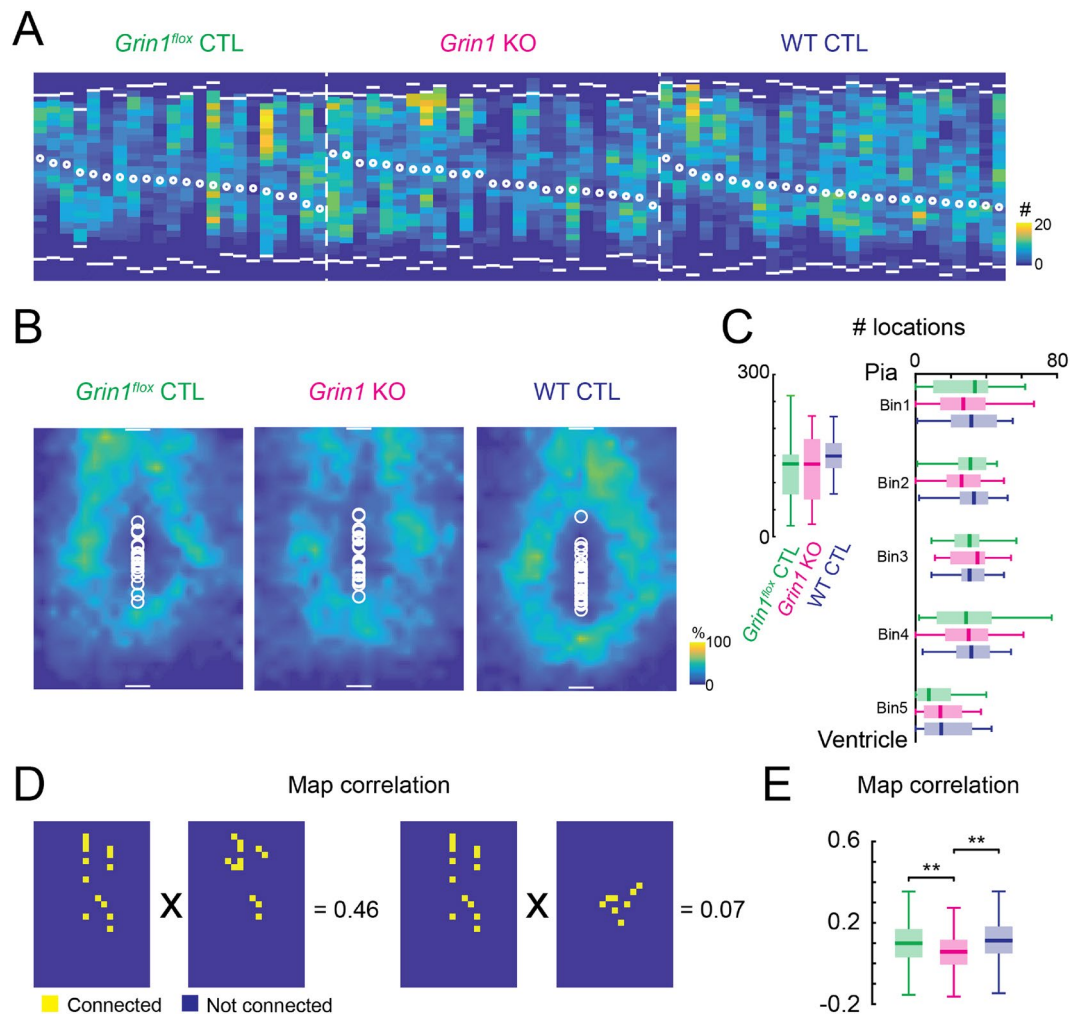 A
Grin1flox CTL
Grin1 KO
WT CTL
#
20
0
B
Grin1flox CTL
Grin1 KO
WT CTL
%
100
0
C
# locations
300
0
Grin1flox CTL
Grin1 KO
WT CTL
0
80
Pia
Bin1
Bin2
Bin3
Bin4
Bin5
Ventricle
D
Map correlation
X
= 0.46
X
= 0.07
Connected
Not connected
E
Map correlation
0.6
0.2
-0.2
**
**